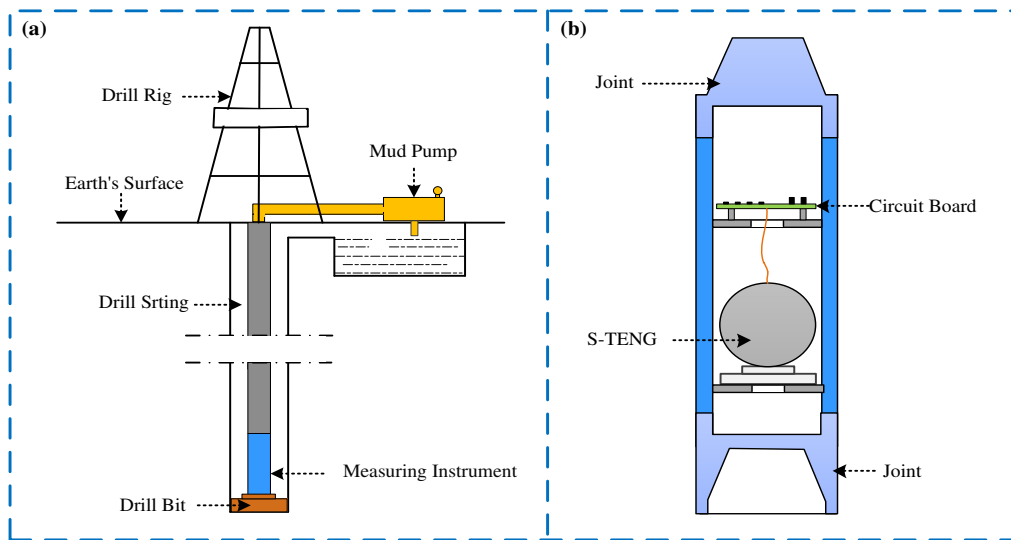 (a)
Drill Rig
Mud Pump
Earth's Surface
Drill Srting
Measuring Instrument
Drill Bit
(b)
Joint
Circuit Board
S-TENG
Joint